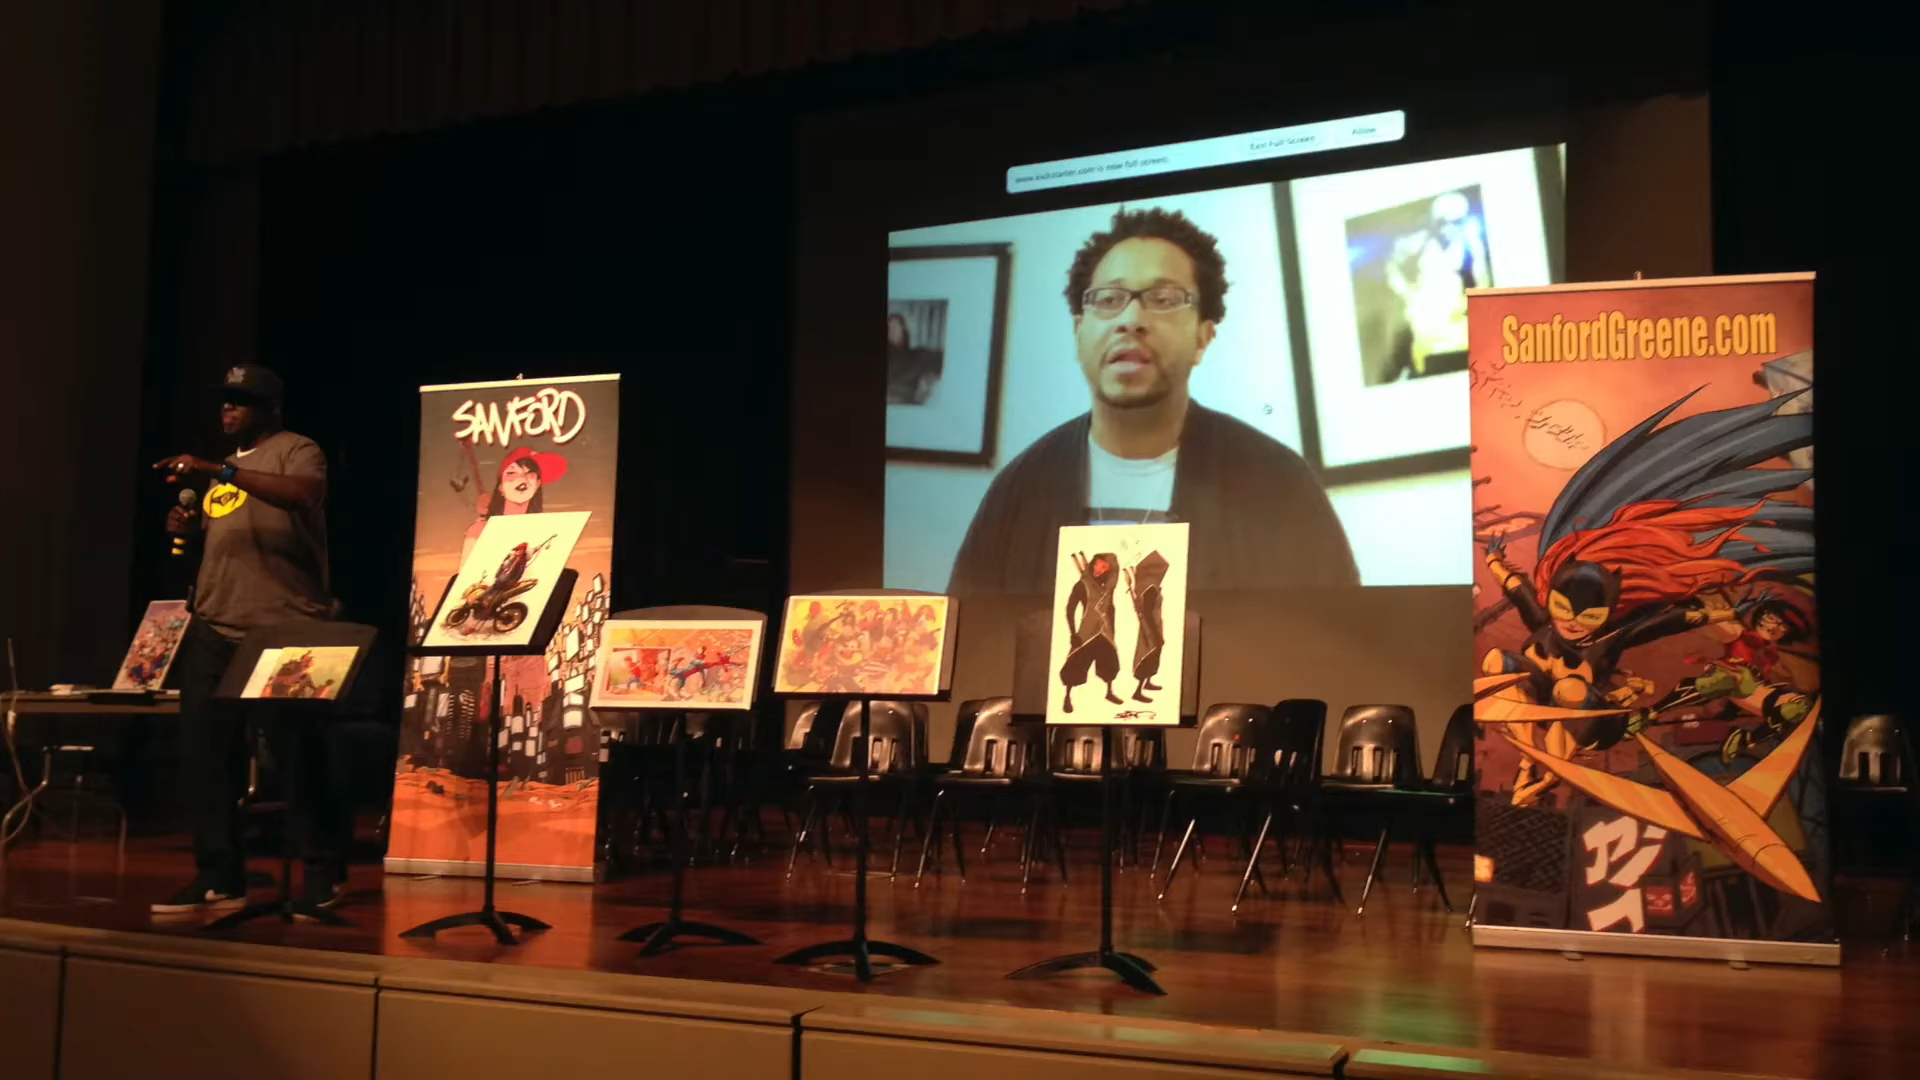 www.kickstarter.com is now full screen.
Exit Full Screen
Allow
SANFORD
SanfordGreene.com